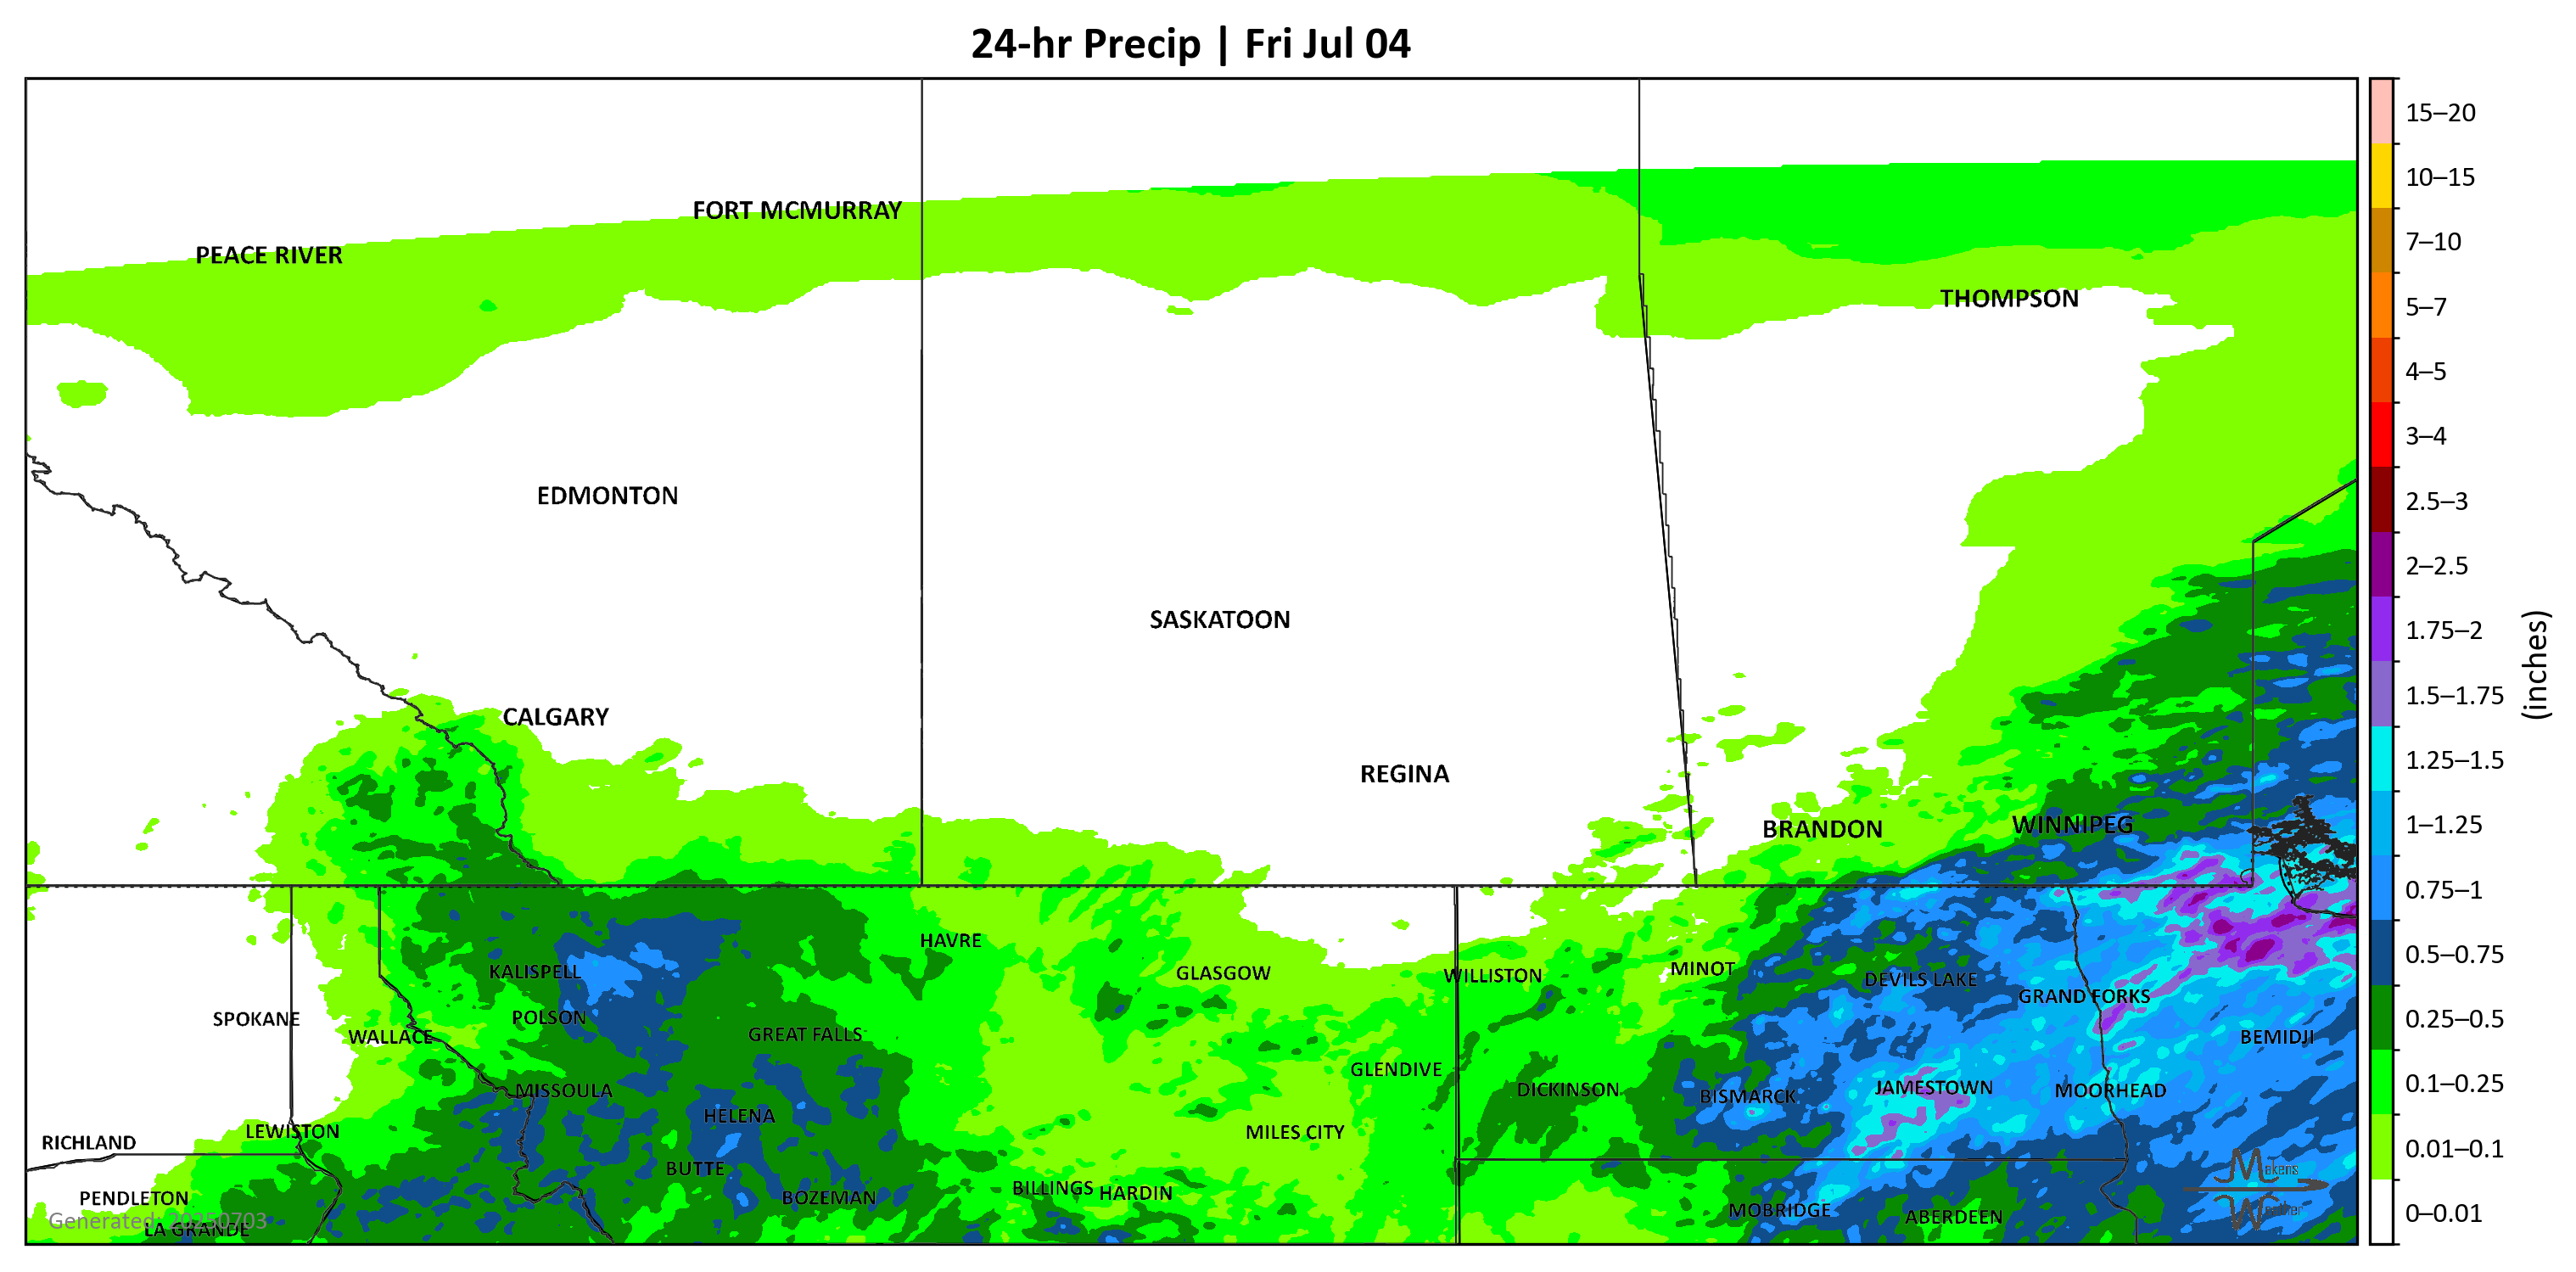 24-hr Precip | Fri Jul 04
FORT MCMURRAY
PEACE RIVER
THOMPSON
EDMONTON
SASKATOON
CALGARY
REGINA
BRANDON
WINNIPEG
HAVRE
KALISPELL
GLASGOW
WILLISTON
MINOT
DEVILS LAKE
GRAND FORKS
SPOKANE
POLSON
WALLACE
GREAT FALLS
BEMIDJI
GLENDIVE
MISSOULA
DICKINSON
BISMARCK
JAMESTOWN
MOORHEAD
HELENA
LEWISTON
MILES CITY
RICHLAND
BUTTE
PENDLETON
BOZEMAN
BILLINGS
HARDIN
MOBRIDGE
ABERDEEN
Generated: 20250703
LA GRANDE
Makens
Weather
15–20
10–15
7–10
5–7
4–5
3–4
2.5–3
2–2.5
1.75–2
1.5–1.75
1.25–1.5
1–1.25
0.75–1
0.5–0.75
0.25–0.5
0.1–0.25
0.01–0.1
0–0.01
(inches)